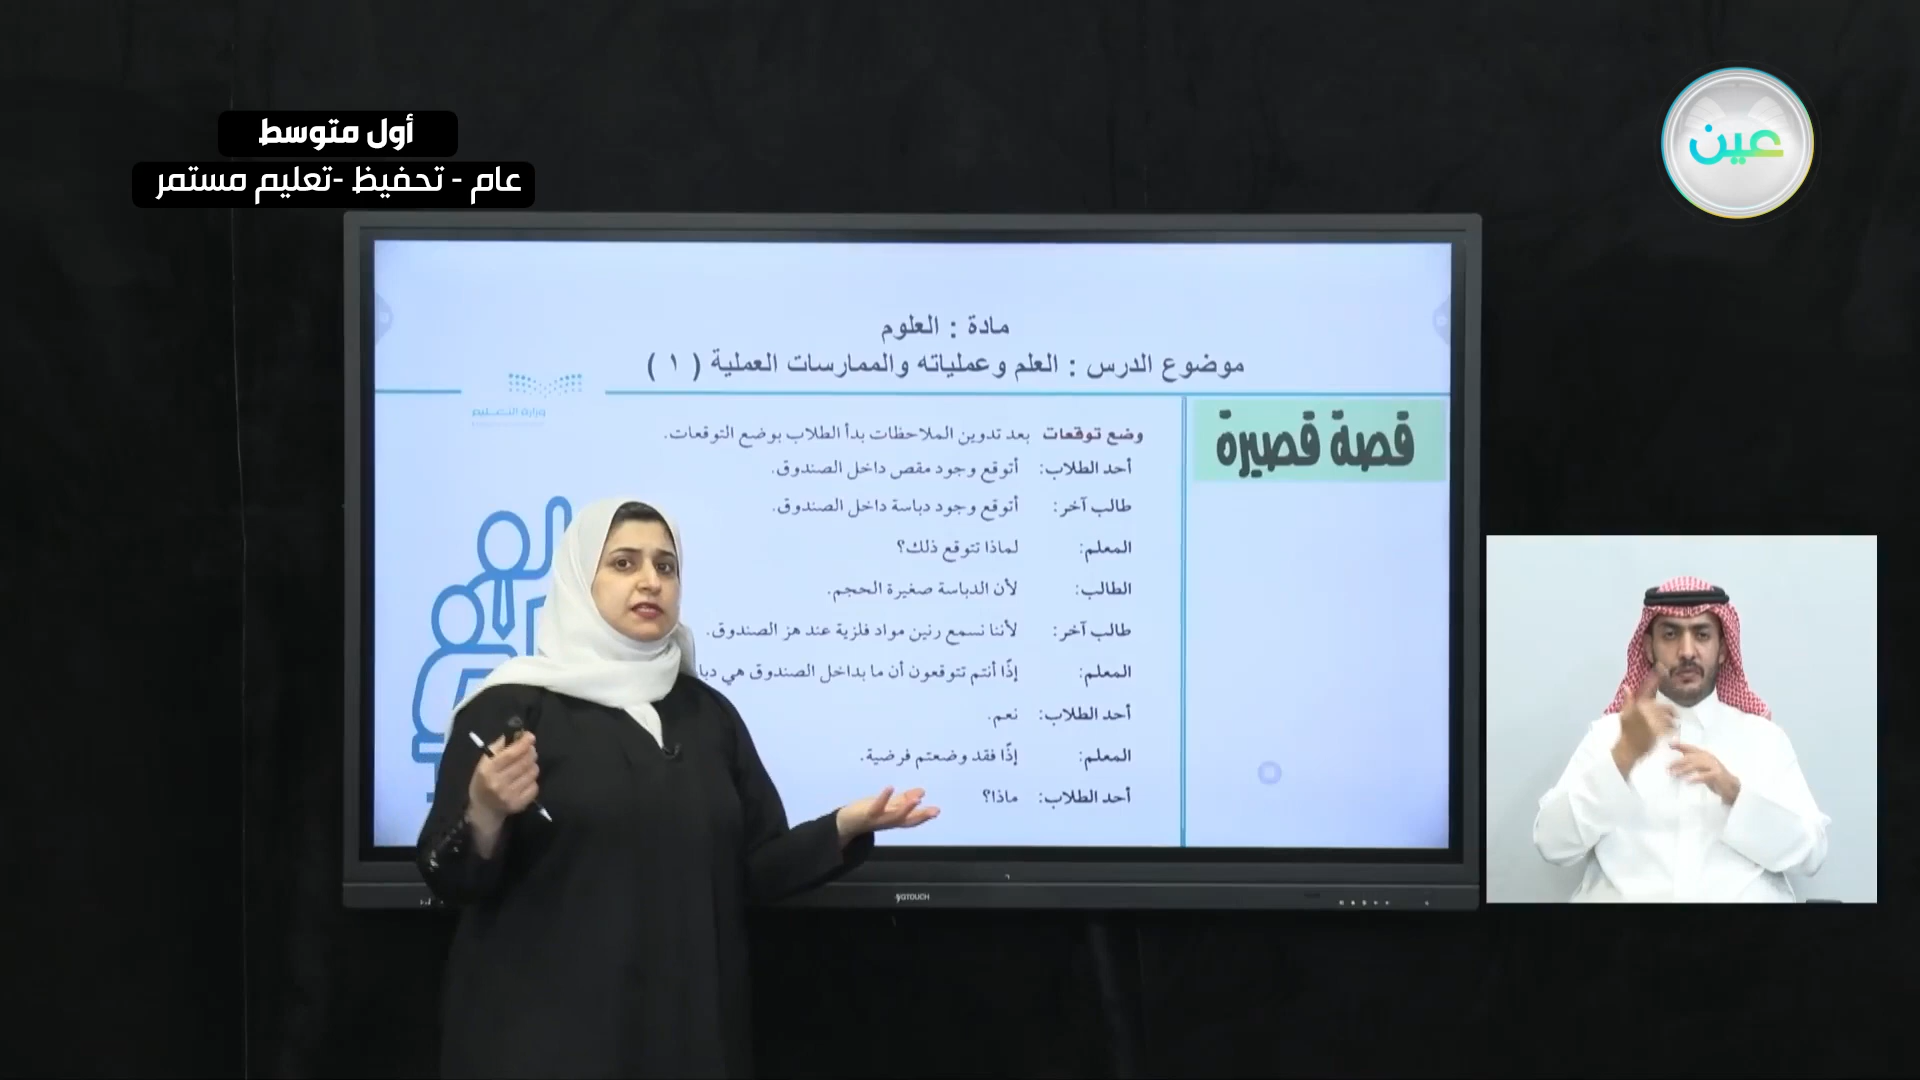 أول متوسط
عام - تحفيظ -تعليم مستمر
عين
مادة : العلوم
موضوع الدرس : العلم وعملياته والممارسات العملية ( ١ )
وزارة التعليم
قصة قصيرة
وضع توقعات بعد تدوين الملاحظات بدأ الطلاب بوضع التوقعات.
أحد الطلاب: أتوقع وجود مقص داخل الصندوق.
طالب آخر: أتوقع وجود دباسة داخل الصندوق.
المعلم: لماذا تتوقع ذلك؟
الطالب: لأن الدباسة صغيرة الحجم.
طالب آخر: لأننا نسمع رنين مواد فلزية عند هز الصندوق.
المعلم: إذًا أنتم تتوقعون أن ما بداخل الصندوق هي دبا
أحد الطلاب: نعم.
المعلم: إذًا فقد وضعتم فرضية.
أحد الطلاب: ماذا؟